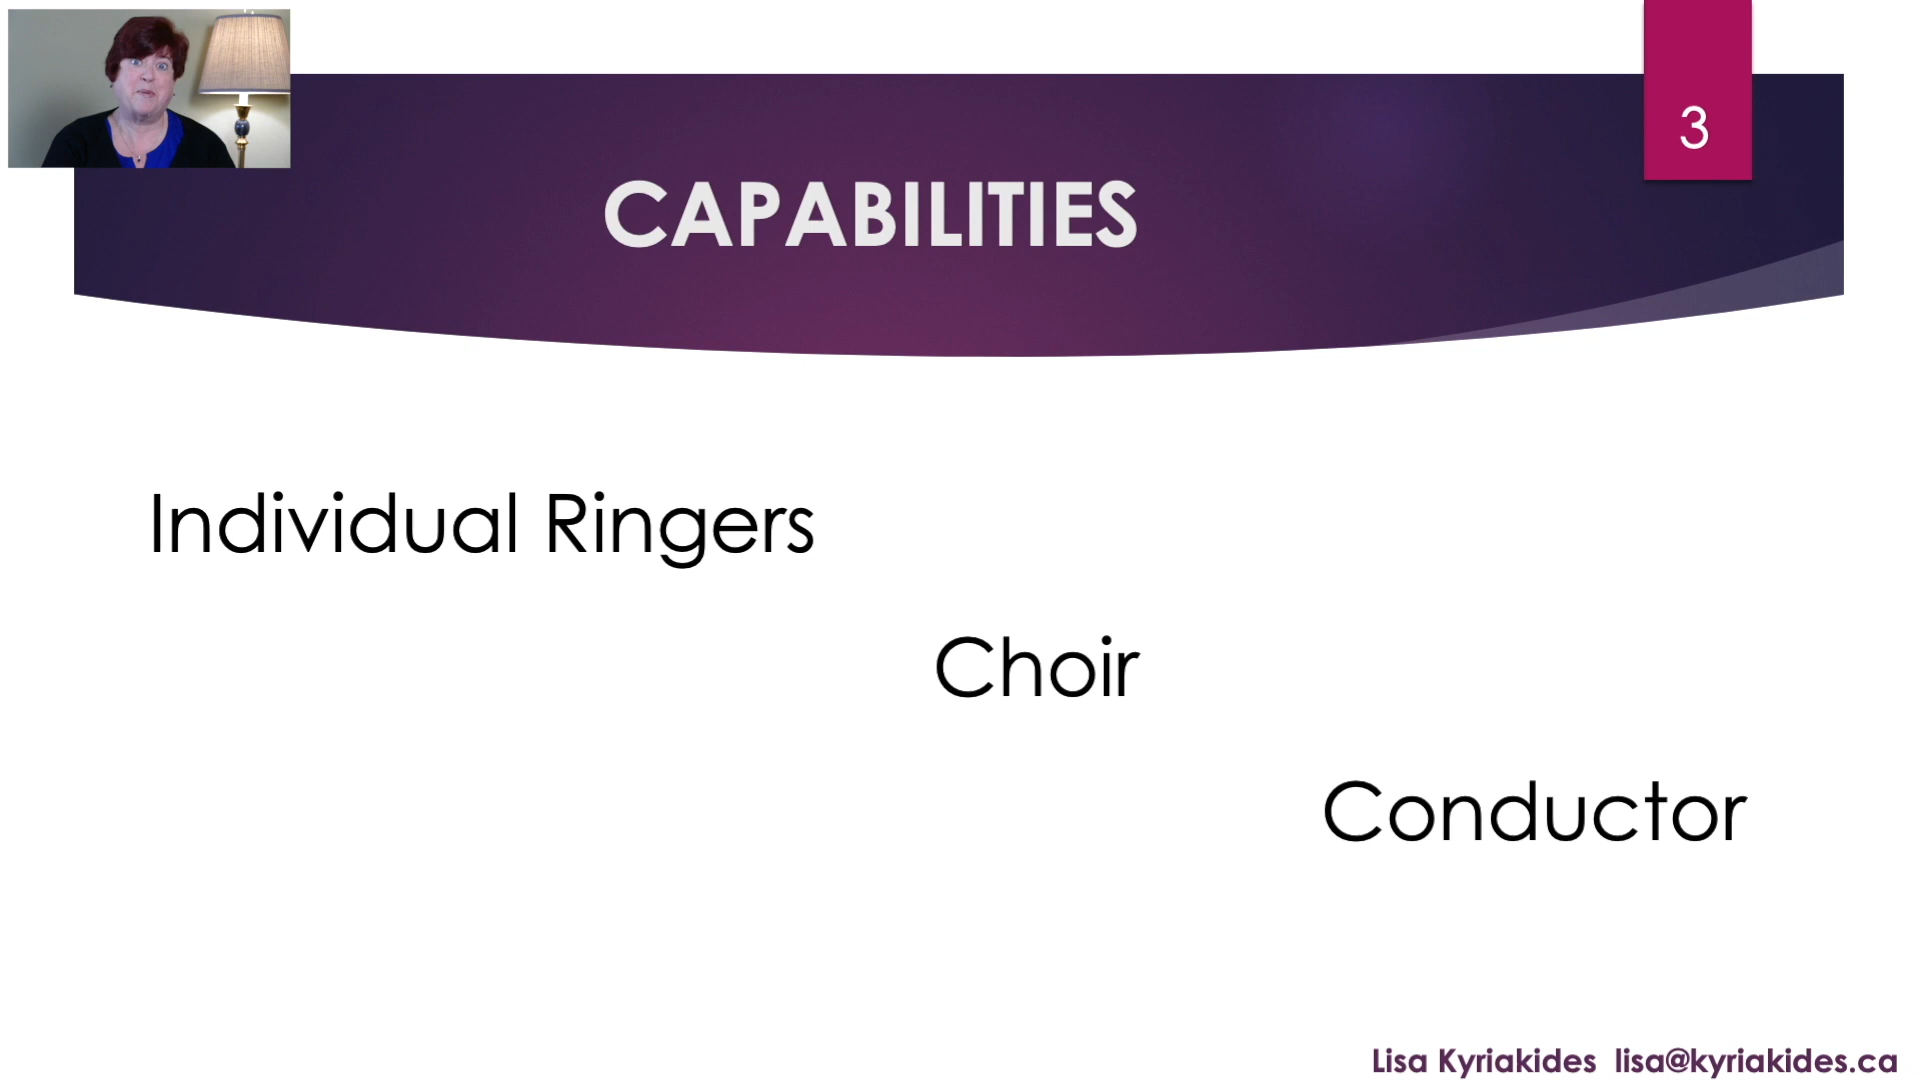 3
CAPABILITIES
Individual Ringers
Choir
Conductor
Lisa Kyriakides lisa@kyriakides.ca